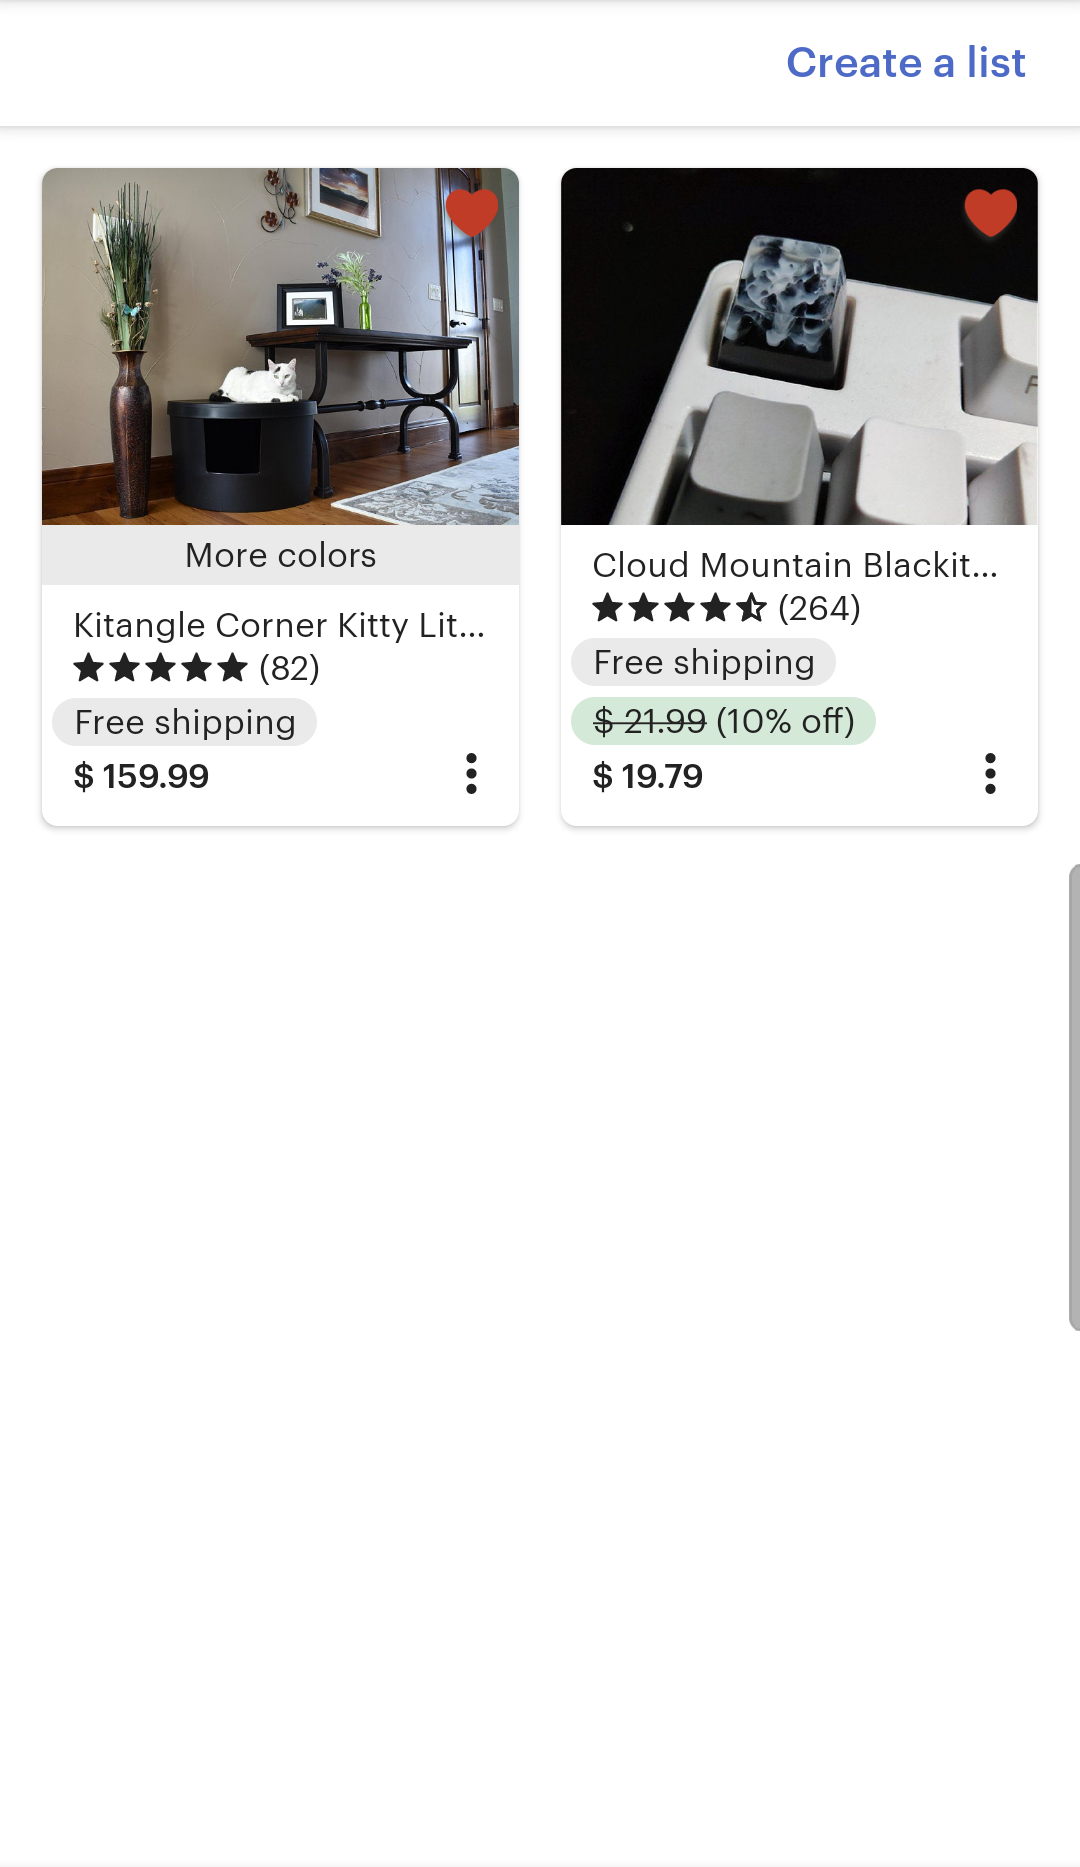 Create a list
More colors
Kitangle Corner Kitty Lit...
(82)
Free shipping
$ 159.99
Cloud Mountain Blackit...
(264)
Free shipping
$ 21.99 (10% off)
$ 19.79